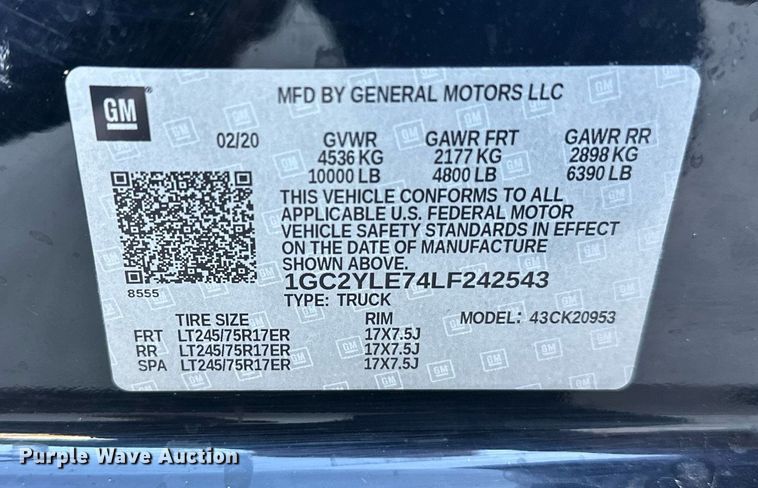 GM
MFD BY GENERAL MOTORS LLC
02/20 GVWR GAWR FRT GAWR RR
4536 KG 2177 KG 2898 KG
10000 LB 4800 LB 6390 LB
THIS VEHICLE CONFORMS TO ALL
APPLICABLE U.S. FEDERAL MOTOR
VEHICLE SAFETY STANDARDS IN EFFECT
ON THE DATE OF MANUFACTURE
SHOWN ABOVE.
8555
1GC2YLE74LF242543
TYPE: TRUCK
TIRE SIZE RIM MODEL: 43CK20953
FRT LT245/75R17ER 17X7.5J
RR LT245/75R17ER 17X7.5J
SPA LT245/75R17ER 17X7.5J
Purple Wave Auction